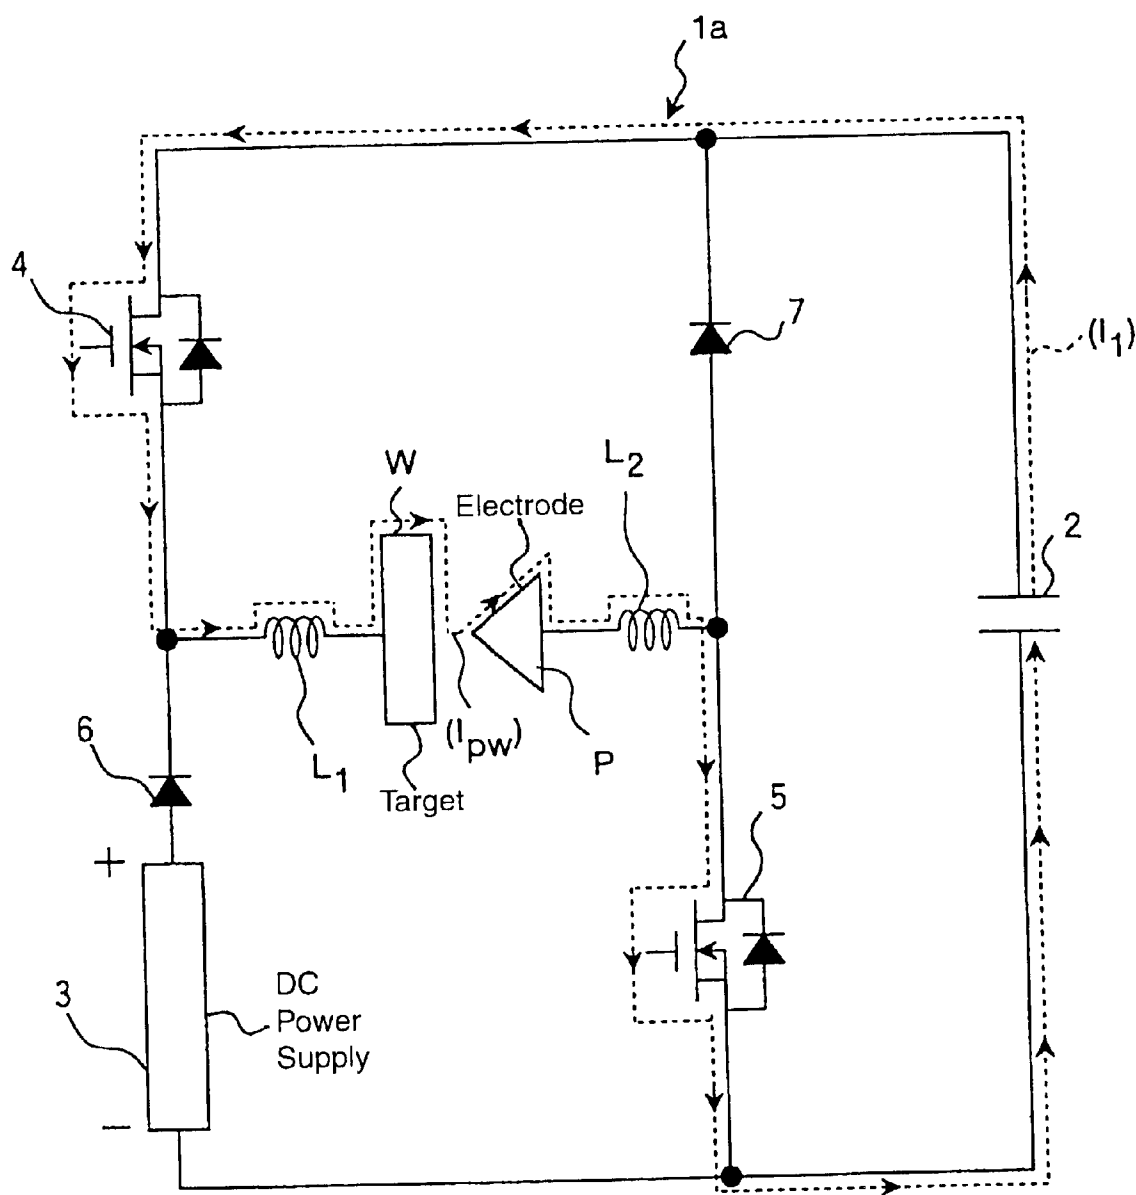 1a
4
7
(I1)
W
L2
Electrode
2
6
L1
(Ipw)
P
Target
5
+
3
DC
Power
Supply
−